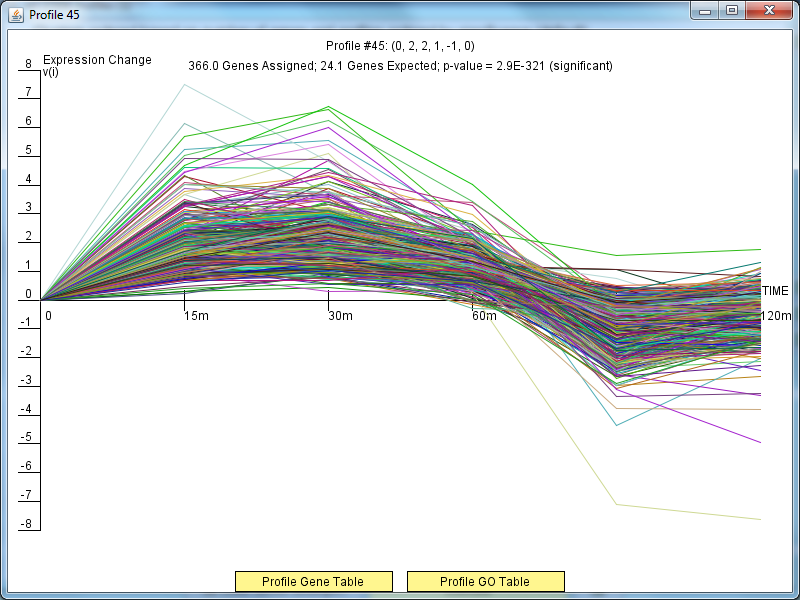 Profile 45
Profile #45: (0, 2, 2, 1, -1, 0)
366.0 Genes Assigned; 24.1 Genes Expected; p-value = 2.9E-321 (significant)
Expression Change
v(i)
8
7
6
5
4
3
2
1
0
-1
-2
-3
-4
-5
-6
-7
-8
0
15m
30m
60m
120m
TIME
Profile Gene Table
Profile GO Table